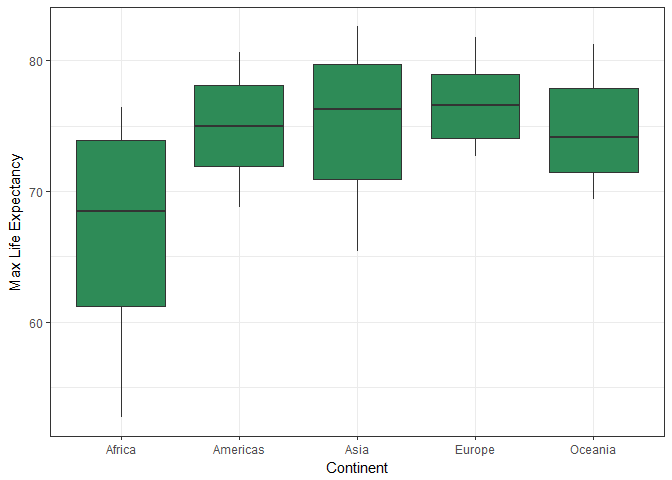 80
70
60
Max Life Expectancy
Africa Americas Asia Europe Oceania
Continent